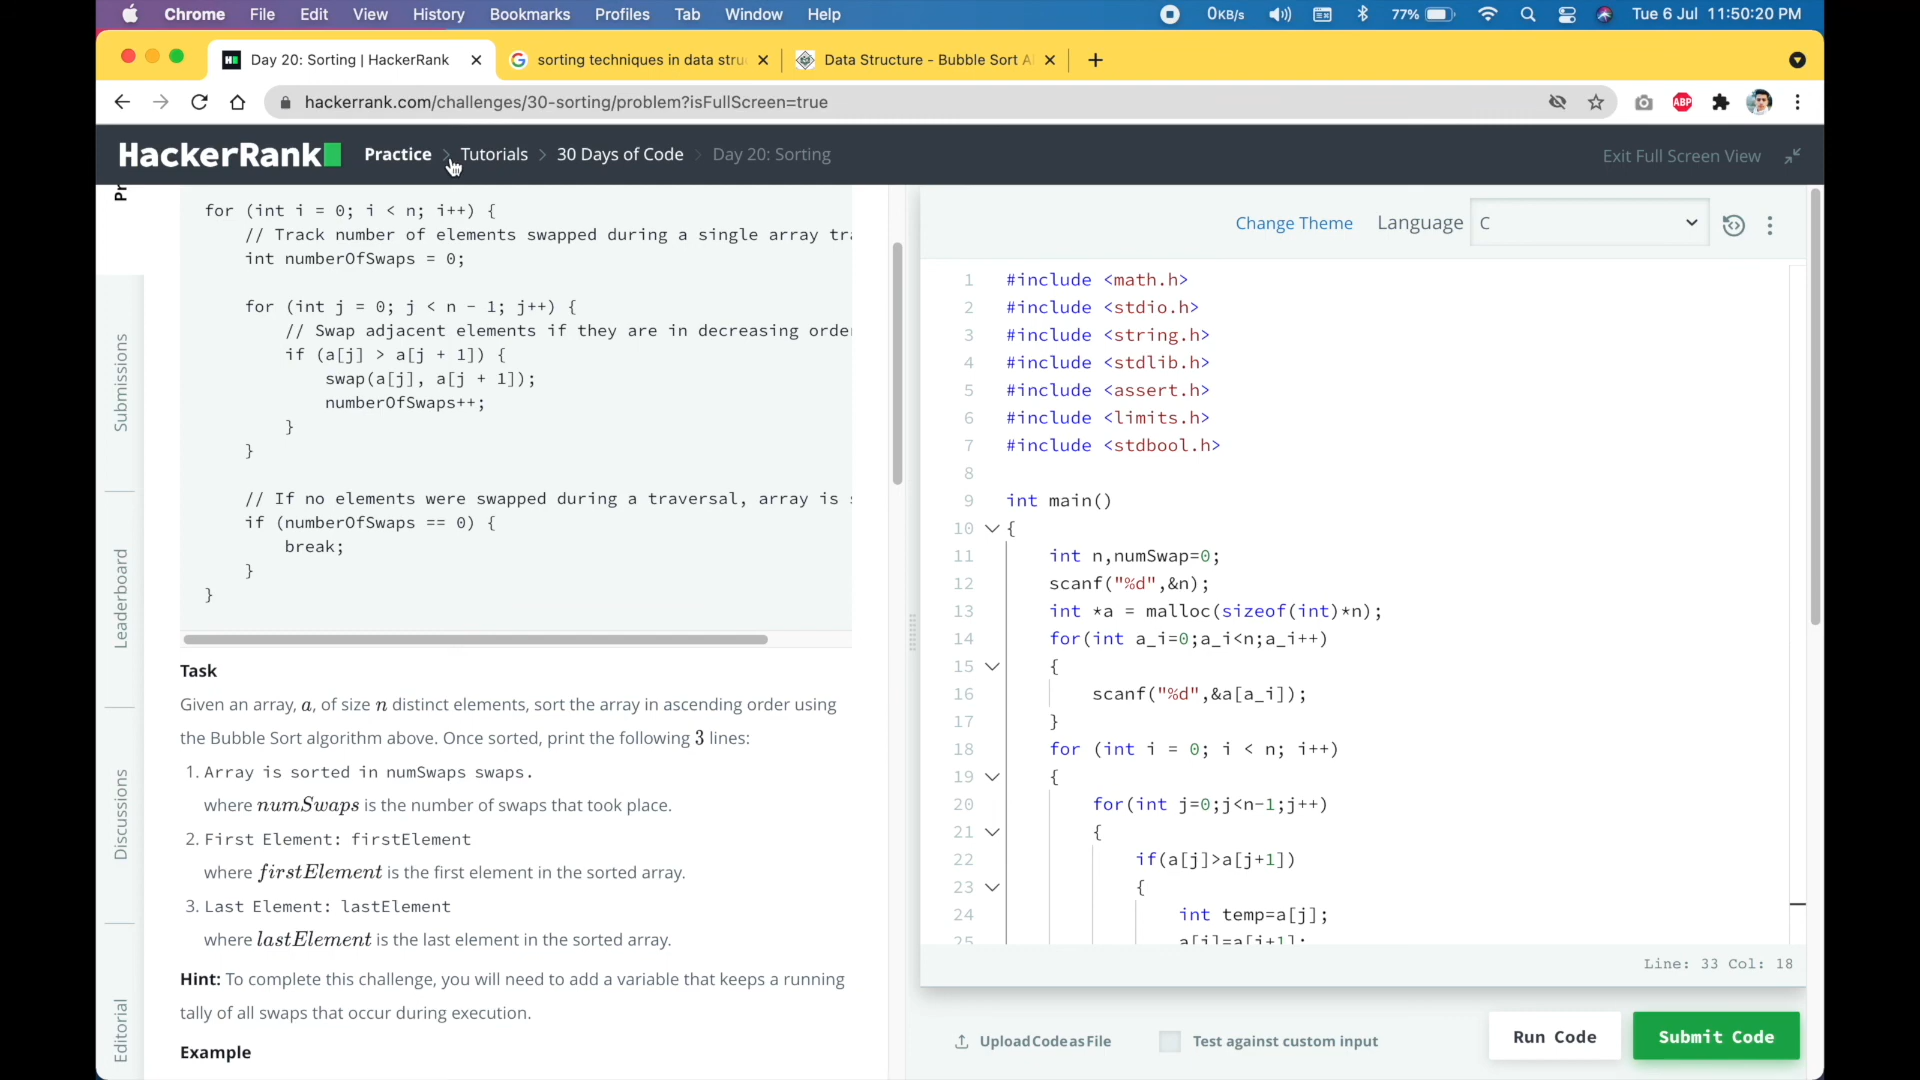 Chrome File Edit View History Bookmarks Profiles Tab Window Help 0KB/s 77% Tue 6 Jul 11:50:20 PM
Day 20: Sorting | HackerRank
sorting techniques in data stru
Data Structure - Bubble Sort Al
hackerrank.com/challenges/30-sorting/problem?isFullScreen=true
ABP
HackerRank Practice > Tutorials > 30 Days of Code > Day 20: Sorting
Exit Full Screen View
Pr
Submissions
Leaderboard
Discussions
Editorial
for (int i = 0; i < n; i++) {
// Track number of elements swapped during a single array tra
int numberOfSwaps = 0;
for (int j = 0; j < n - 1; j++) {
// Swap adjacent elements if they are in decreasing order
if (a[j] > a[j + 1]) {
swap(a[j], a[j + 1]);
numberOfSwaps++;
}
}
// If no elements were swapped during a traversal, array is s
if (numberOfSwaps == 0) {
break;
}
}
Task
Given an array, a, of size n distinct elements, sort the array in ascending order using
the Bubble Sort algorithm above. Once sorted, print the following 3 lines:
1. Array is sorted in numSwaps swaps.
where numSwaps is the number of swaps that took place.
2. First Element: firstElement
where firstElement is the first element in the sorted array.
3. Last Element: lastElement
where lastElement is the last element in the sorted array.
Hint: To complete this challenge, you will need to add a variable that keeps a running
tally of all swaps that occur during execution.
Example
Change Theme Language C
1 #include <math.h>
2 #include <stdio.h>
3 #include <string.h>
4 #include <stdlib.h>
5 #include <assert.h>
6 #include <limits.h>
7 #include <stdbool.h>
8
9 int main()
10 {
11 int n,numSwap=0;
12 scanf("%d",&n);
13 int *a = malloc(sizeof(int)*n);
14 for(int a_i=0;a_i<n;a_i++)
15 {
16 scanf("%d",&a[a_i]);
17 }
18 for (int i = 0; i < n; i++)
19 {
20 for(int j=0;j<n-1;j++)
21 {
22 if(a[j]>a[j+1])
23 {
24 int temp=a[j];
25 a[j]=a[j+1];
Line: 33 Col: 18
Upload Code as File
Test against custom input
Run Code
Submit Code